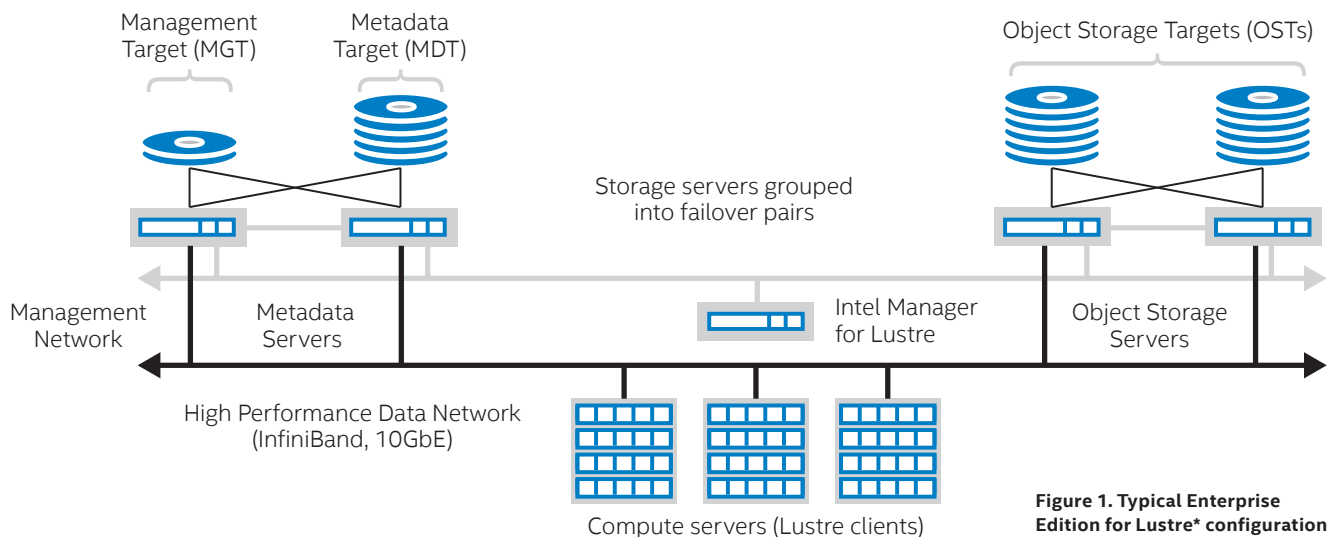 Management
Target (MGT)
Metadata
Target (MDT)
Object Storage Targets (OSTs)
Storage servers grouped
into failover pairs
Management
Network
Metadata
Servers
Intel Manager
for Lustre
Object Storage
Servers
High Performance Data Network
(InfiniBand, 10GbE)
Compute servers (Lustre clients)
Figure 1. Typical Enterprise
Edition for Lustre* configuration